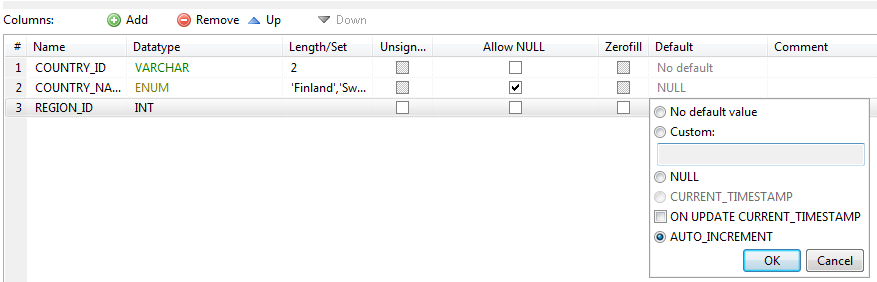 Columns: Add Remove Up Down
# Name Datatype Length/Set Unsign... Allow NULL Zerofill Default Comment
1 COUNTRY_ID VARCHAR 2 No default
2 COUNTRY_NA... ENUM 'Finland','Sw... NULL
3 REGION_ID INT
No default value
Custom:
NULL
CURRENT_TIMESTAMP
ON UPDATE CURRENT_TIMESTAMP
AUTO_INCREMENT
OK Cancel